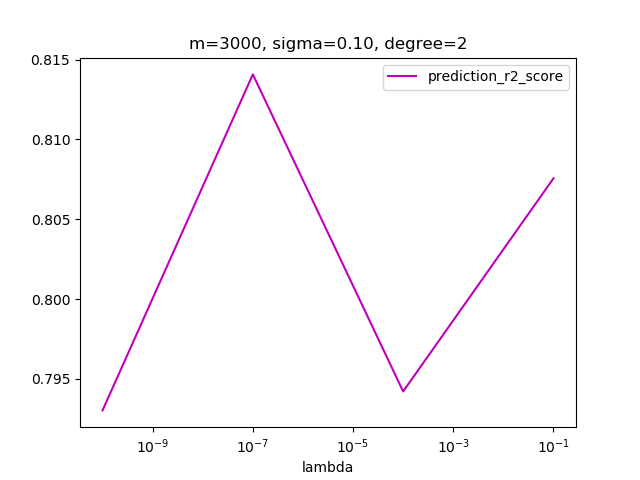 m=3000, sigma=0.10, degree=2
prediction_r2_score
0.815
0.810
0.805
0.800
0.795
10⁻⁹ 10⁻⁷ 10⁻⁵ 10⁻³ 10⁻¹
lambda